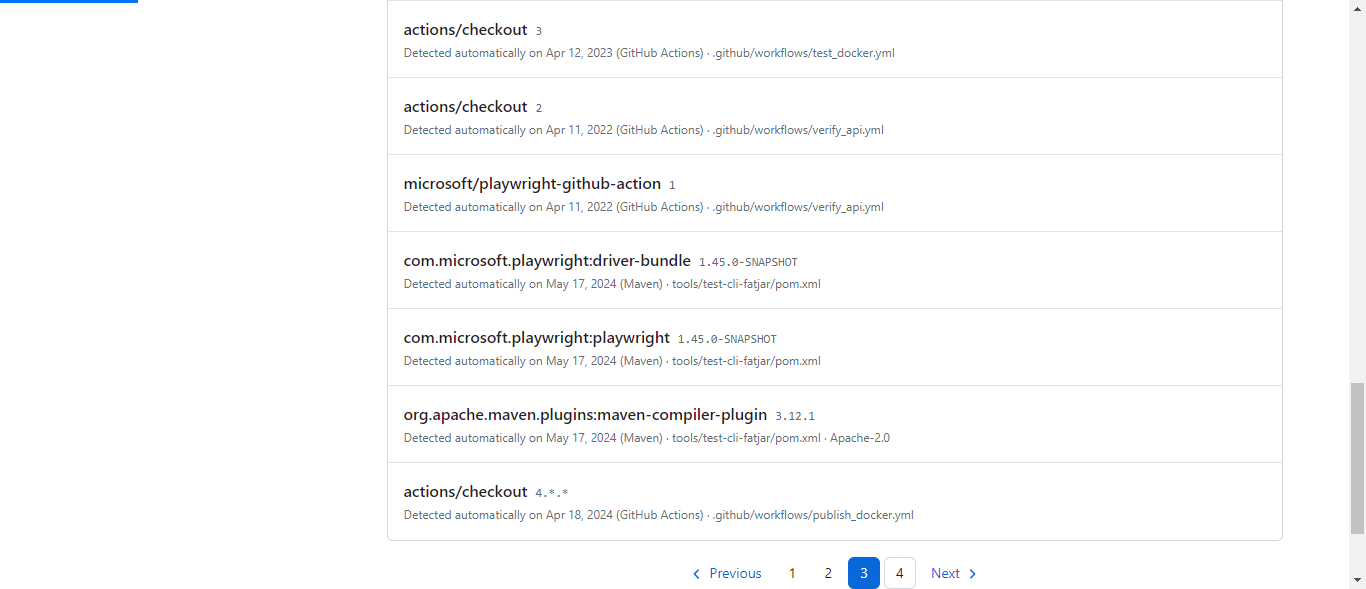 actions/checkout 3
Detected automatically on Apr 12, 2023 (GitHub Actions) · .github/workflows/test_docker.yml
actions/checkout 2
Detected automatically on Apr 11, 2022 (GitHub Actions) · .github/workflows/verify_api.yml
microsoft/playwright-github-action 1
Detected automatically on Apr 11, 2022 (GitHub Actions) · .github/workflows/verify_api.yml
com.microsoft.playwright:driver-bundle 1.45.0-SNAPSHOT
Detected automatically on May 17, 2024 (Maven) · tools/test-cli-fatjar/pom.xml
com.microsoft.playwright:playwright 1.45.0-SNAPSHOT
Detected automatically on May 17, 2024 (Maven) · tools/test-cli-fatjar/pom.xml
org.apache.maven.plugins:maven-compiler-plugin 3.12.1
Detected automatically on May 17, 2024 (Maven) · tools/test-cli-fatjar/pom.xml · Apache-2.0
actions/checkout 4.*.*
Detected automatically on Apr 18, 2024 (GitHub Actions) · .github/workflows/publish_docker.yml
Previous 1 2 3 4 Next